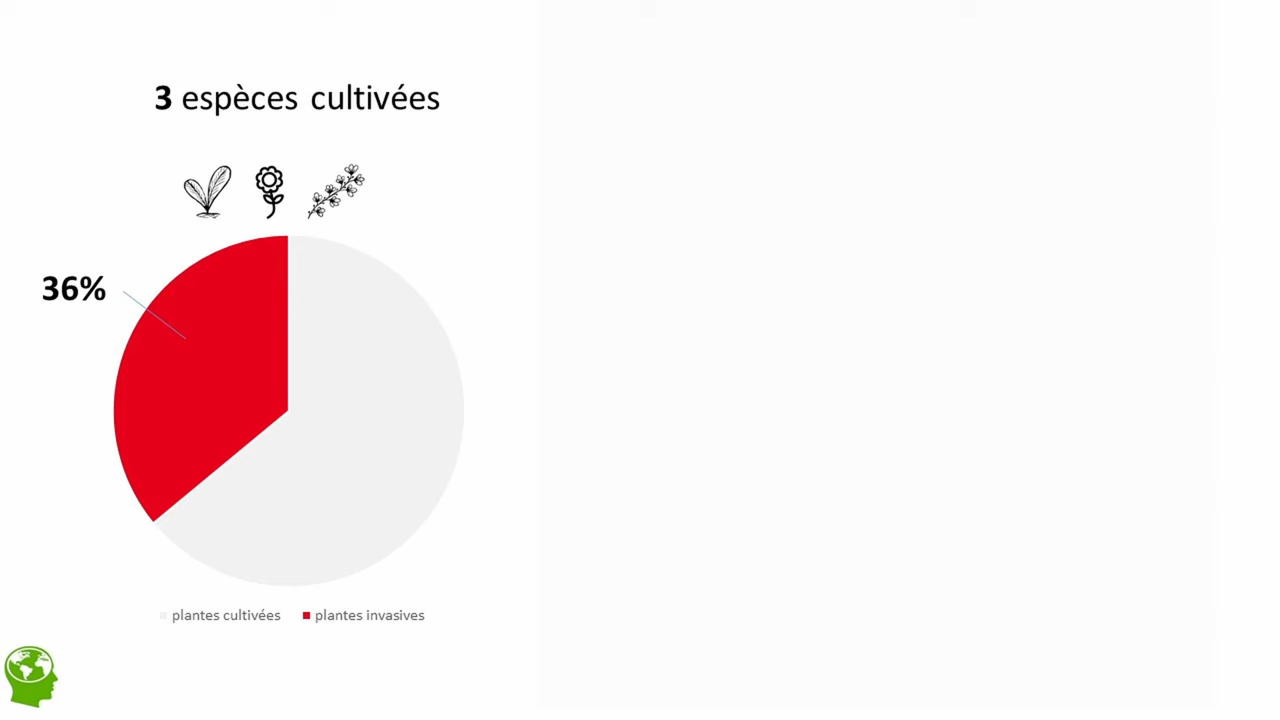 3 espèces cultivées
36%
plantes cultivées
plantes invasives